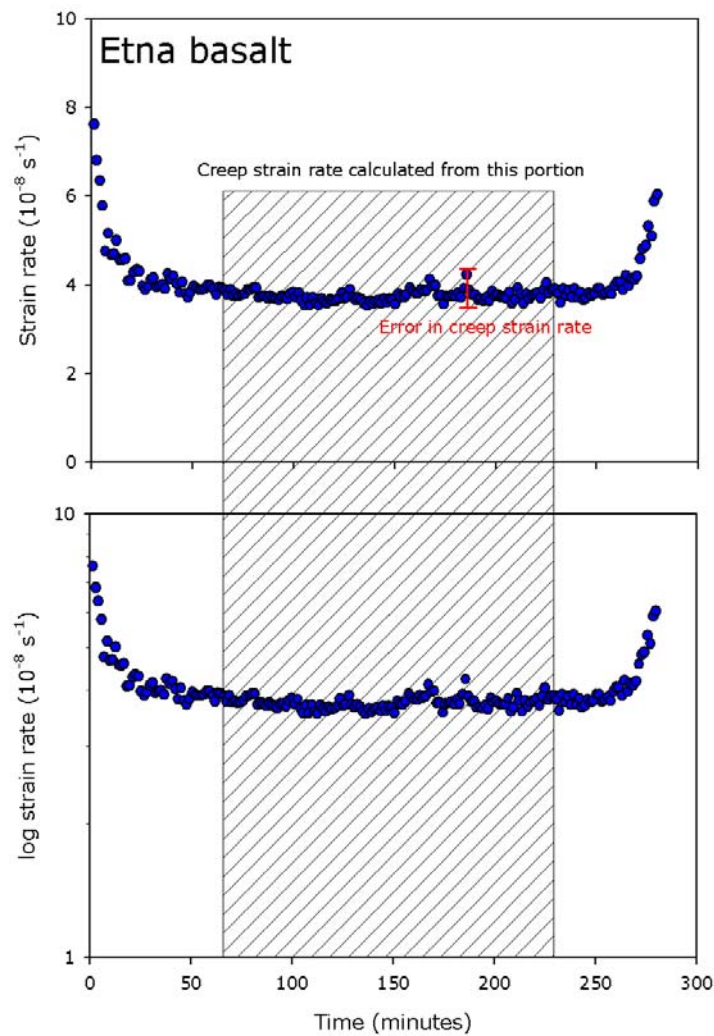 10
Etna basalt
8
Creep strain rate calculated from this portion
6
Strain rate (10⁻⁸ s⁻¹)
4
Error in creep strain rate
2
0
10
log strain rate (10⁻⁸ s⁻¹)
1
0 50 100 150 200 250 300
Time (minutes)